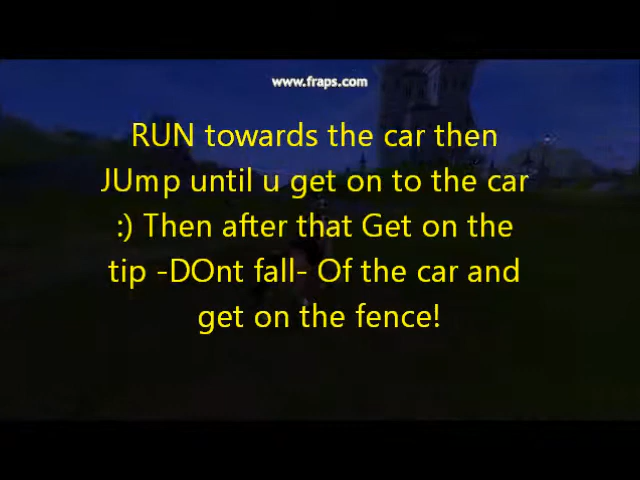 www.fraps.com
RUN towards the car then
JUmp until u get on to the car
:) Then after that Get on the
tip -DOnt fall- Of the car and
get on the fence!